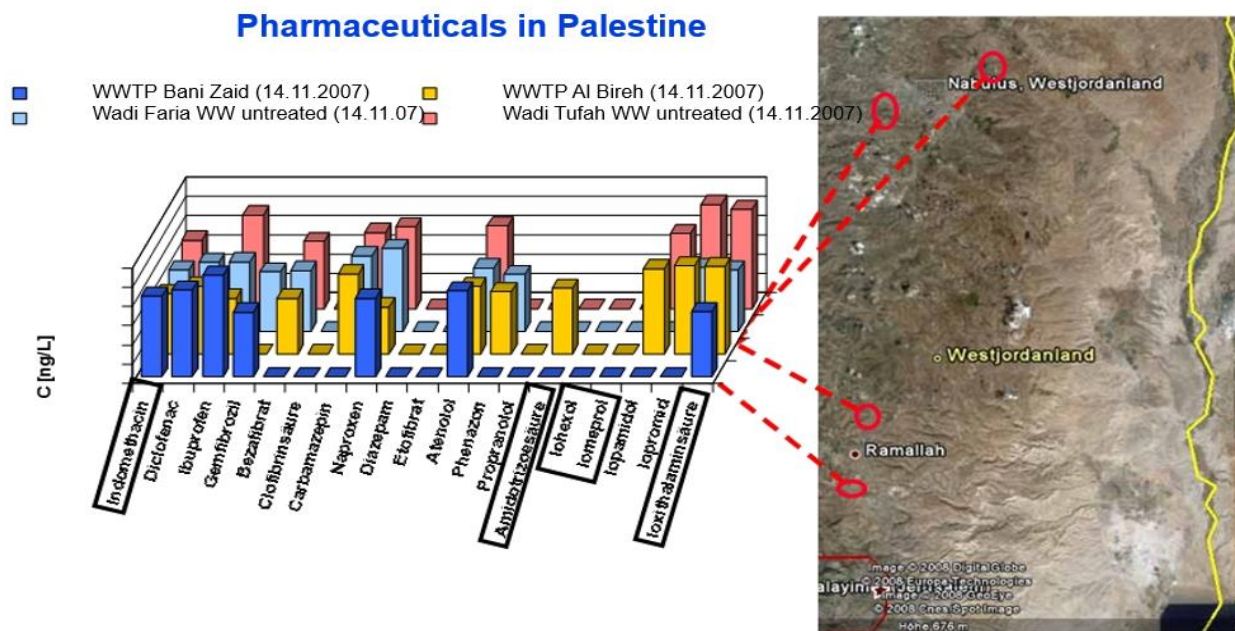 Pharmaceuticals in Palestine
WWTP Bani Zaid (14.11.2007)
WWTP Al Bireh (14.11.2007)
Wadi Faria WW untreated (14.11.07)
Wadi Tufah WW untreated (14.11.2007)
C [ng/L]
Indomethacin
Diclofenac
Ibuprofen
Gemfibrozil
Bezafibrat
Clofibrinsäure
Carbamazepin
Naproxen
Diazepam
Etofibrat
Atenolol
Phenazon
Propranolol
Amidotrizoesäure
Iohexol
Iomeprol
Iopamidol
Iopromid
Ioxithalaminsäure
Nabulus, Westjordanland
Westjordanland
Ramallah
Image © 2008 DigitalGlobe
© 2008 Europa Technologies
Image © 2008 GeoEye
© 2008 Cnes/Spot Image
Höhe 676 m